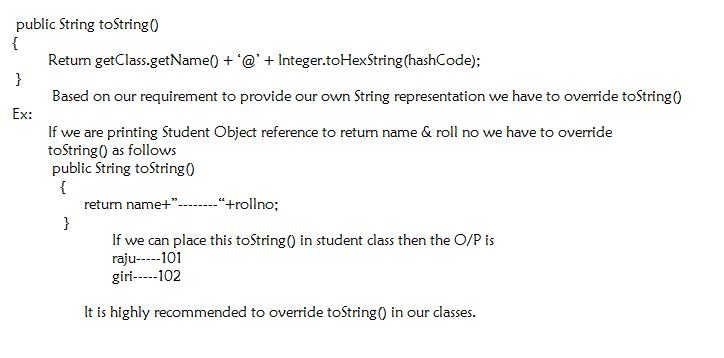 public String toString()
{
Return getClass.getName() + '@' + Integer.toHexString(hashCode);
}
Based on our requirement to provide our own String representation we have to override toString()
Ex:
If we are printing Student Object reference to return name & roll no we have to override
toString() as follows
public String toString()
{
return name+"--------"+rollno;
}
If we can place this toString() in student class then the O/P is
raju-----101
giri-----102
It is highly recommended to override toString() in our classes.